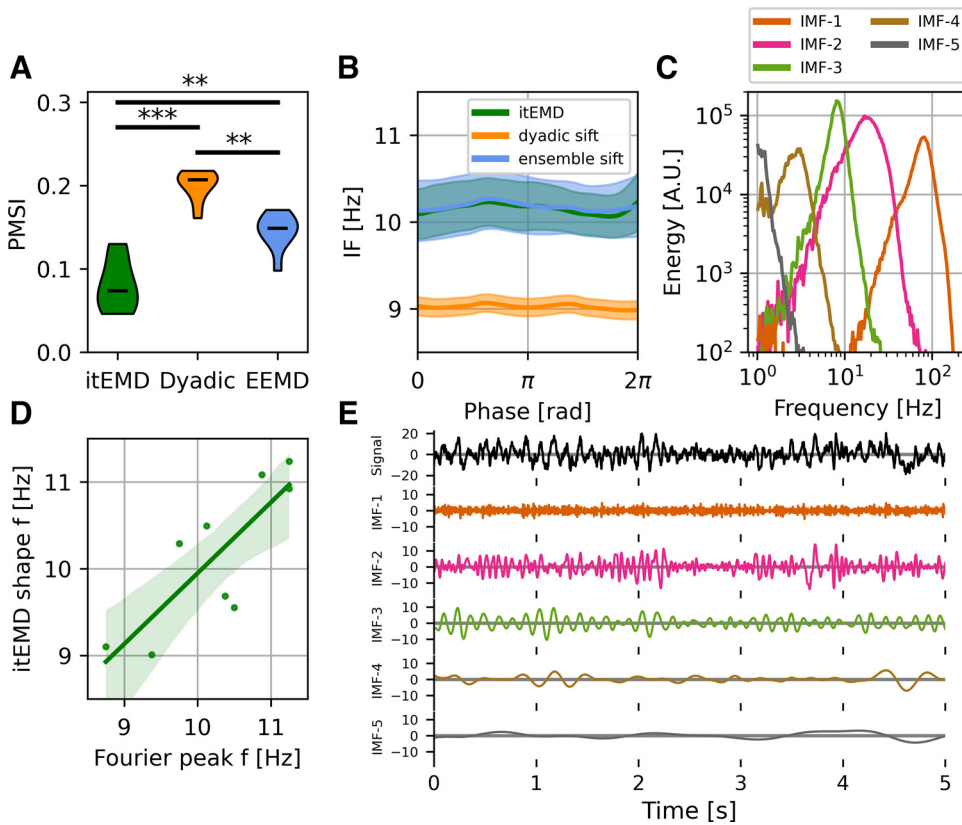 A
PMSI
0.3
0.2
0.1
0.0
**
***
**
itEMD Dyadic EEMD
B
IF [Hz]
11
10
9
itEMD
dyadic sift
ensemble sift
0 π 2π
Phase [rad]
C
IMF-1
IMF-2
IMF-3
IMF-4
IMF-5
Energy [A.U.]
10^5
10^4
10^3
10^2
10^0 10^1 10^2
Frequency [Hz]
D
itEMD shape f [Hz]
11
10
9
9 10 11
Fourier peak f [Hz]
E
Signal
20
0
−20
IMF-1
10
0
−10
IMF-2
10
0
−10
IMF-3
10
0
−10
IMF-4
10
0
−10
IMF-5
10
0
−10
0 1 2 3 4 5
Time [s]